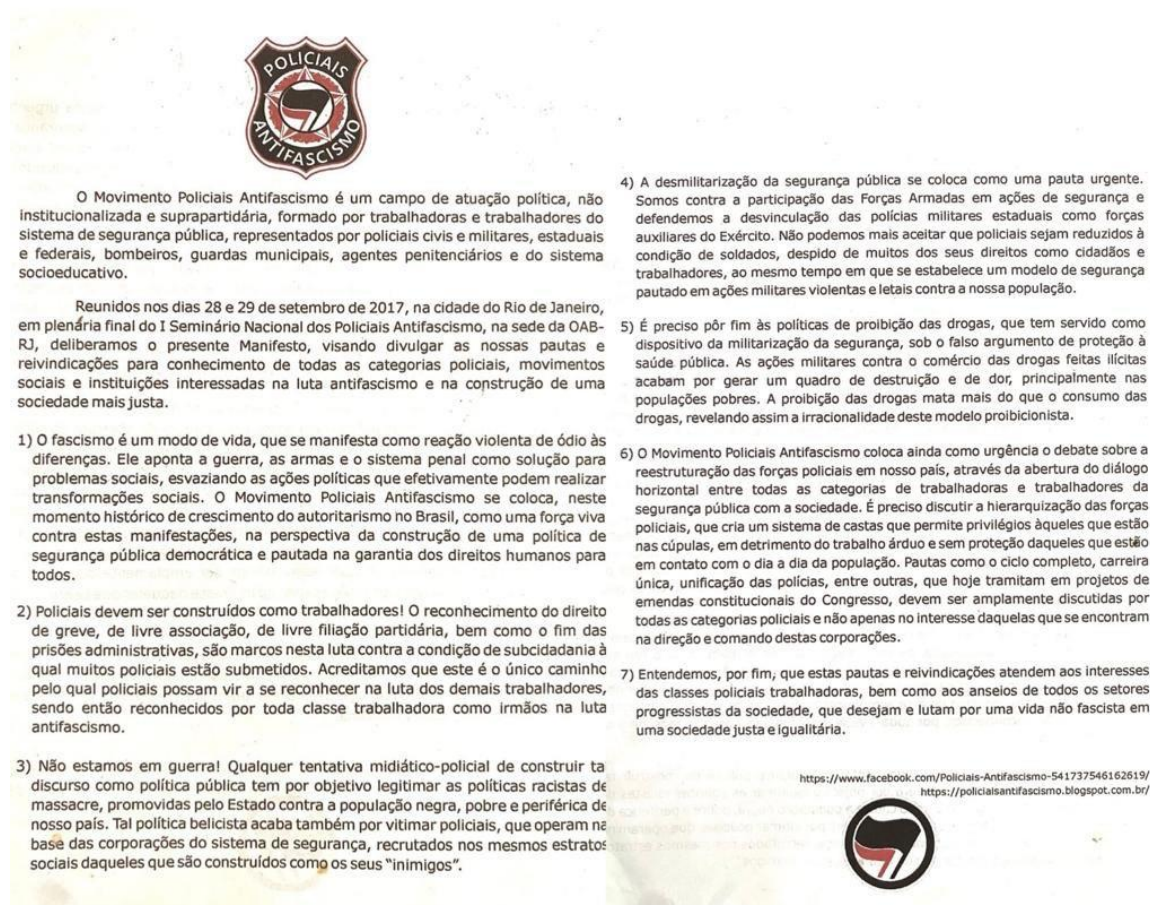 POLICIAIS
ANTIFASCISMO
O Movimento Policiais Antifascismo é um campo de atuação política, não
institucionalizada e suprapartidária, formado por trabalhadoras e trabalhadores do
sistema de segurança pública, representados por policiais civis e militares, estaduais
e federais, bombeiros, guardas municipais, agentes penitenciários e do sistema
socioeducativo.
Reunidos nos dias 28 e 29 de setembro de 2017, na cidade do Rio de Janeiro,
em plenária final do I Seminário Nacional dos Policiais Antifascismo, na sede da OAB-
RJ, deliberamos o presente Manifesto, visando divulgar as nossas pautas e
reivindicações para conhecimento de todas as categorias policiais, movimentos
sociais e instituições interessadas na luta antifascismo e na construção de uma
sociedade mais justa.
1) O fascismo é um modo de vida, que se manifesta como reação violenta de ódio às
diferenças. Ele aponta a guerra, as armas e o sistema penal como solução para
problemas sociais, esvaziando as ações políticas que efetivamente podem realizar
transformações sociais. O Movimento Policiais Antifascismo se coloca, neste
momento histórico de crescimento do autoritarismo no Brasil, como uma força viva
contra estas manifestações, na perspectiva da construção de uma política de
segurança pública democrática e pautada na garantia dos direitos humanos para
todos.
2) Policiais devem ser construídos como trabalhadores! O reconhecimento do direito
de greve, de livre associação, de livre filiação partidária, bem como o fim das
prisões administrativas, são marcos nesta luta contra a condição de subcidadania à
qual muitos policiais estão submetidos. Acreditamos que este é o único caminho
pelo qual policiais possam vir a se reconhecer na luta dos demais trabalhadores,
sendo então reconhecidos por toda classe trabalhadora como irmãos na luta
antifascismo.
3) Não estamos em guerra! Qualquer tentativa midiático-policial de construir ta
discurso como política pública tem por objetivo legitimar as políticas racistas de
massacre, promovidas pelo Estado contra a população negra, pobre e periférica de
nosso país. Tal política belicista acaba também por vitimar policiais, que operam na
base das corporações do sistema de segurança, recrutados nos mesmos estratos
sociais daqueles que são construídos como os seus "inimigos".
4) A desmilitarização da segurança pública se coloca como uma pauta urgente.
Somos contra a participação das Forças Armadas em ações de segurança e
defendemos a desvinculação das polícias militares estaduais como forças
auxiliares do Exército. Não podemos mais aceitar que policiais sejam reduzidos à
condição de soldados, despido de muitos dos seus direitos como cidadãos e
trabalhadores, ao mesmo tempo em que se estabelece um modelo de segurança
pautado em ações militares violentas e letais contra a nossa população.
5) É preciso pôr fim às políticas de proibição das drogas, que tem servido como
dispositivo da militarização da segurança, sob o falso argumento de proteção à
saúde pública. As ações militares contra o comércio das drogas feitas ilícitas
acabam por gerar um quadro de destruição e de dor, principalmente nas
populações pobres. A proibição das drogas mata mais do que o consumo das
drogas, revelando assim a irracionalidade deste modelo proibicionista.
6) O Movimento Policiais Antifascismo coloca ainda como urgência o debate sobre a
reestruturação das forças policiais em nosso país, através da abertura do diálogo
horizontal entre todas as categorias de trabalhadoras e trabalhadores da
segurança pública com a sociedade. É preciso discutir a hierarquização das forças
policiais, que cria um sistema de castas que permite privilégios àqueles que estão
nas cúpulas, em detrimento do trabalho árduo e sem proteção daqueles que estão
em contato com o dia a dia da população. Pautas como o ciclo completo, carreira
única, unificação das polícias, entre outras, que hoje tramitam em projetos de
emendas constitucionais do Congresso, devem ser amplamente discutidas por
todas as categorias policiais e não apenas no interesse daquelas que se encontram
na direção e comando destas corporações.
7) Entendemos, por fim, que estas pautas e reivindicações atendem aos interesses
das classes policiais trabalhadoras, bem como aos anseios de todos os setores
progressistas da sociedade, que desejam e lutam por uma vida não fascista em
uma sociedade justa e igualitária.
https://www.facebook.com/Policiais-Antifascismo-541737546162619/
https://policiaisantifascismo.blogspot.com.br/